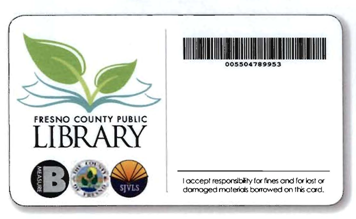 005504789953
FRESNO COUNTY PUBLIC
LIBRARY
MEASURE B
THE COUNTY OF FRESNO
SJVLS
I accept responsibility for fines and for lost or
damaged materials borrowed on this card.